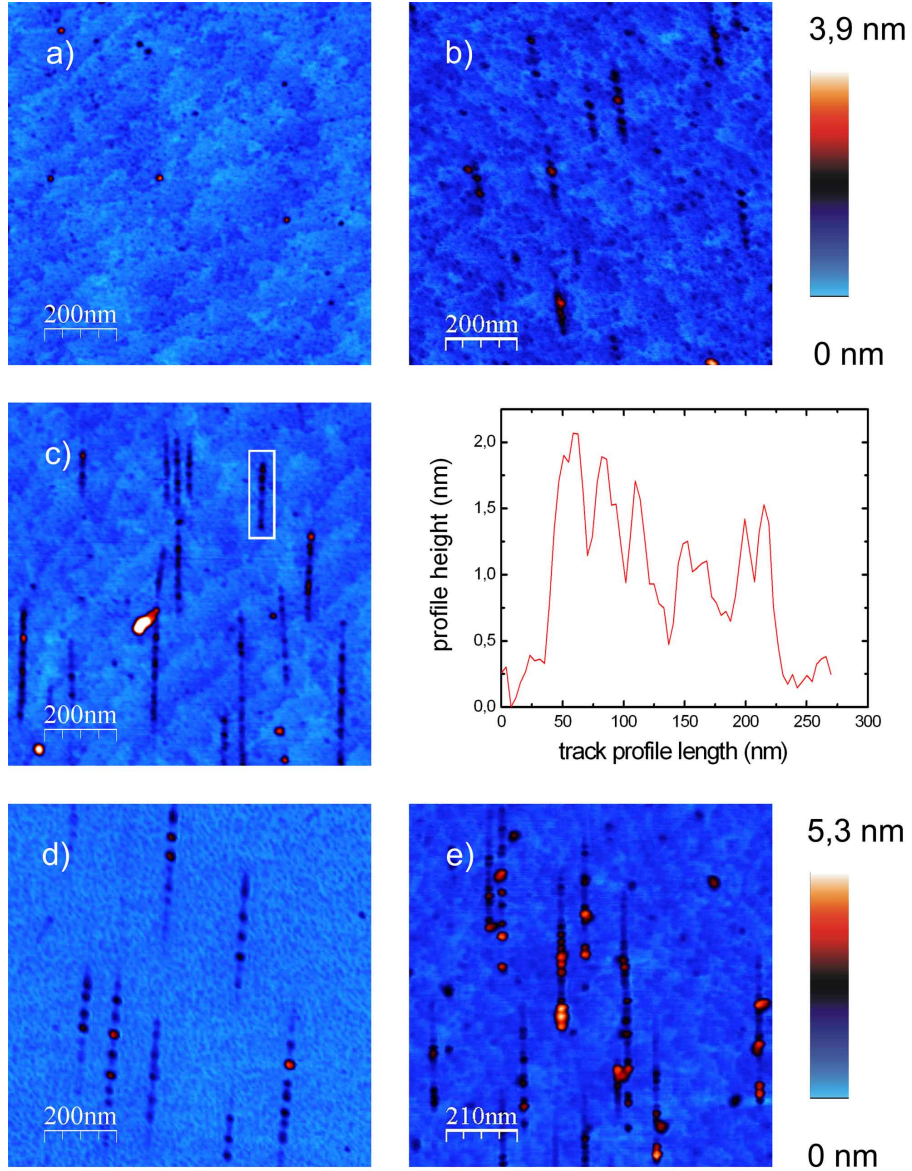 a)
200nm
b)
200nm
3,9 nm
0 nm
c)
200nm
profile height (nm)
2,0
1,5
1,0
0,5
0,0
0 50 100 150 200 250 300
track profile length (nm)
d)
200nm
e)
210nm
5,3 nm
0 nm